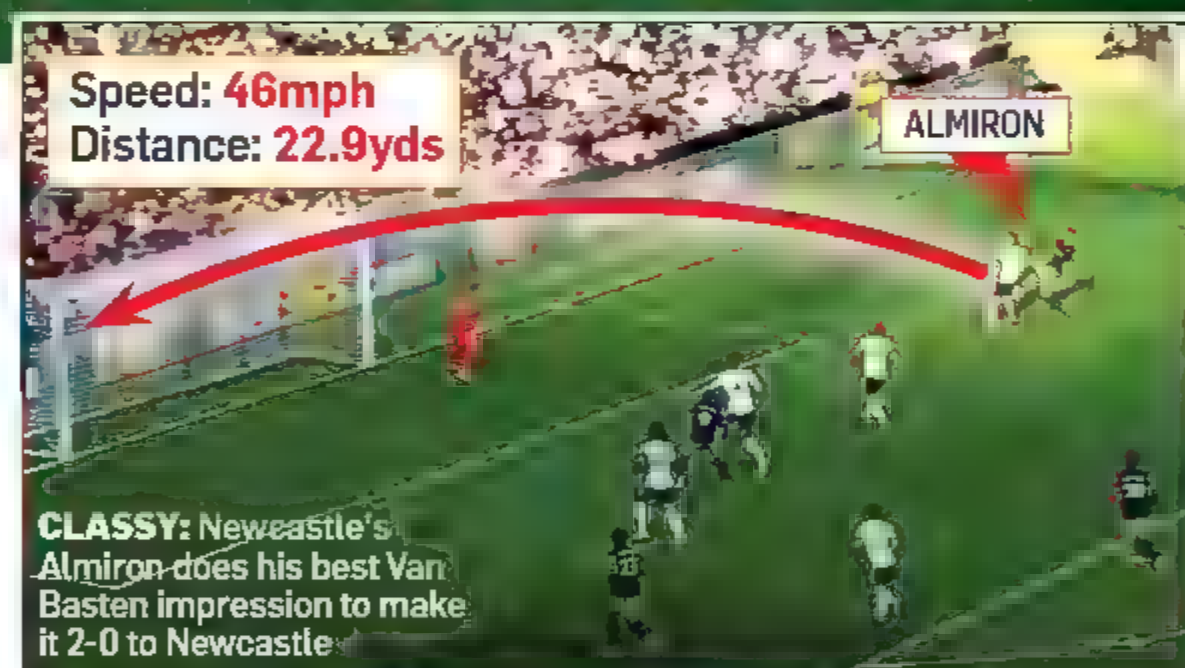 Speed: 46mph
Distance: 22.9yds
ALMIRON
CLASSY: Newcastle's
Almiron does his best Van
Basten impression to make
it 2-0 to Newcastle